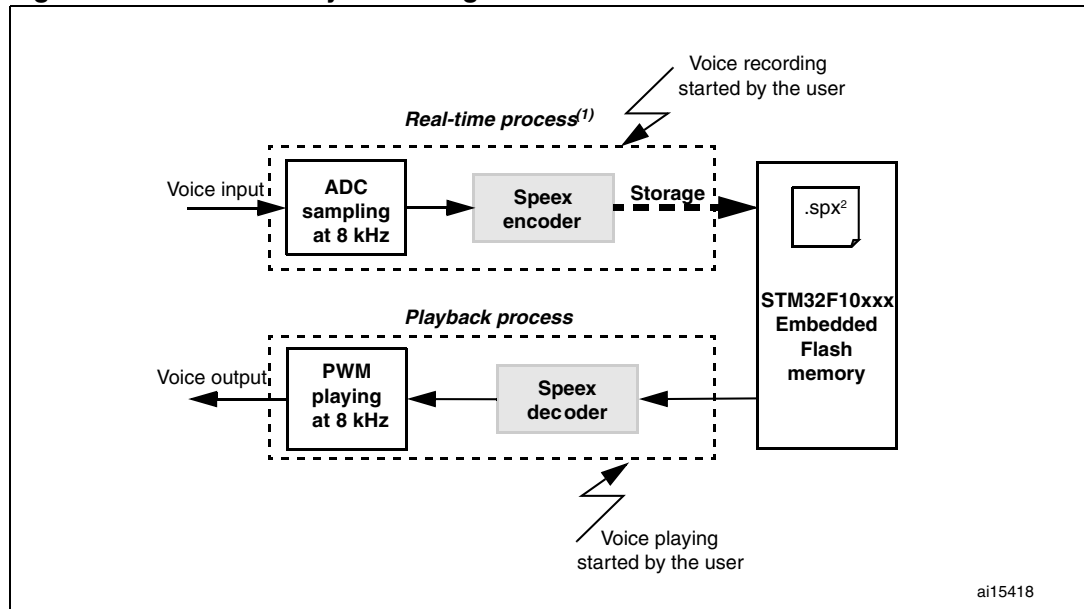 Voice recording
started by the user
Real-time process(1)
Voice input
ADC
sampling
at 8 kHz
Speex
encoder
Storage
.spx2
STM32F10xxx
Embedded
Flash
memory
Playback process
Voice output
PWM
playing
at 8 kHz
Speex
decoder
Voice playing
started by the user
ai15418